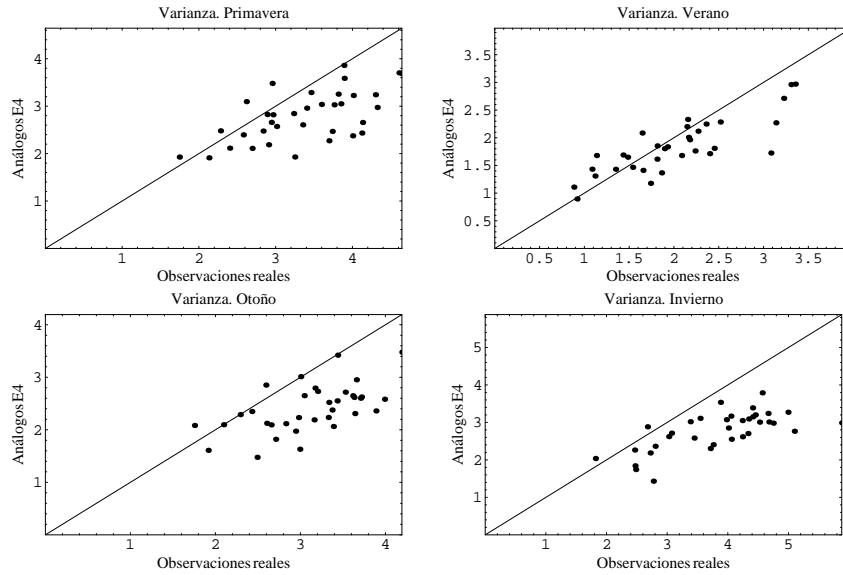 Varianza. Primavera
4
3
2
1
Análogos E4
1 2 3 4
Observaciones reales
Varianza. Verano
3.5
3
2.5
2
1.5
1
0.5
Análogos E4
0.5 1 1.5 2 2.5 3 3.5
Observaciones reales
Varianza. Otoño
4
3
2
1
Análogos E4
1 2 3 4
Observaciones reales
Varianza. Invierno
5
4
3
2
1
Análogos E4
1 2 3 4 5
Observaciones reales